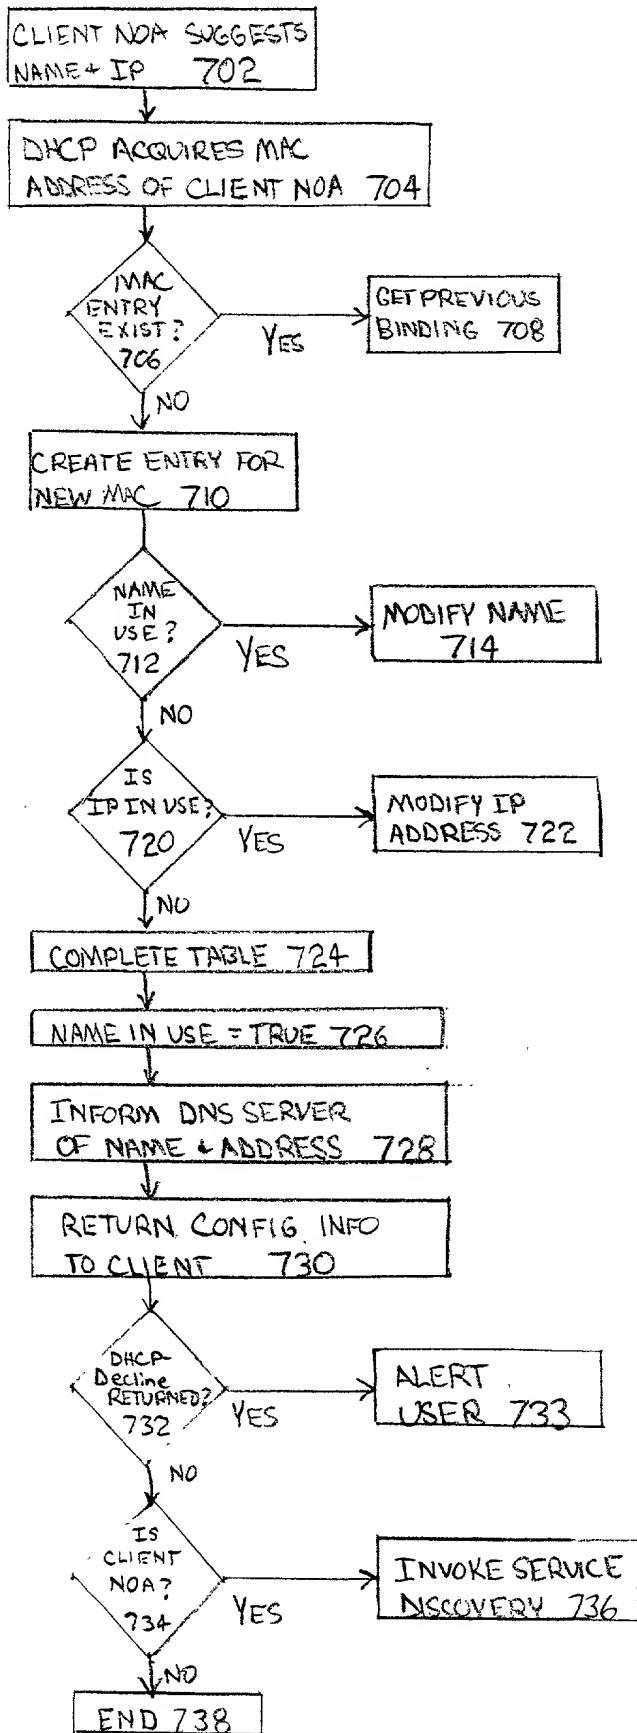 CLIENT NOA SUGGESTS
NAME + IP 702
DHCP ACQUIRES MAC
ADDRESS OF CLIENT NOA 704
MAC
ENTRY
EXIST?
706
YES
GET PREVIOUS
BINDING 708
NO
CREATE ENTRY FOR
NEW MAC 710
NAME
IN
USE?
712
YES
MODIFY NAME
714
NO
IS
IP IN USE?
720
YES
MODIFY IP
ADDRESS 722
NO
COMPLETE TABLE 724
NAME IN USE = TRUE 726
INFORM DNS SERVER
OF NAME + ADDRESS 728
RETURN CONFIG INFO
TO CLIENT 730
DHCP-
Decline
RETURNED?
732
YES
ALERT
USER 733
NO
IS
CLIENT
NOA?
734
YES
INVOKE SERVICE
DISCOVERY 736
NO
END 738